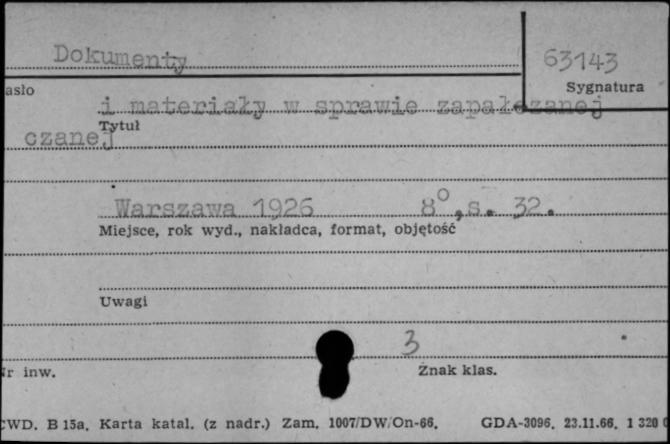 Dokumenty
63143
asło
Sygnatura
i materiały w sprawie zapałczanej
Tytuł
czanej
Warszawa 1926 8°, s. 32.
Miejsce, rok wyd., nakładca, format, objętość
Uwagi
3
Nr inw.
Znak klas.
CWD. B 15a. Karta katal. (z nadr.) Zam. 1007/DW/On-66. GDA-3096. 23.11.66. 1 320